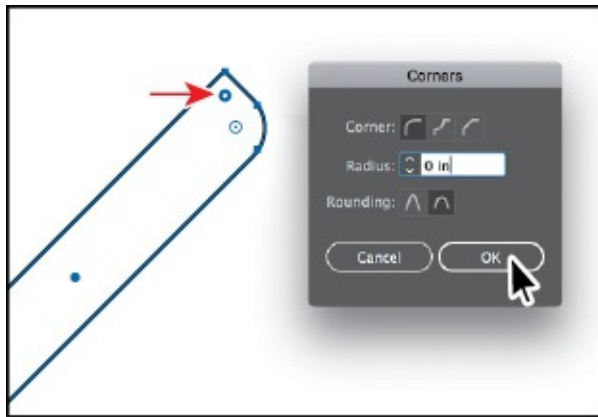 Corners
Corner:
Radius: 0 in
Rounding:
Cancel OK